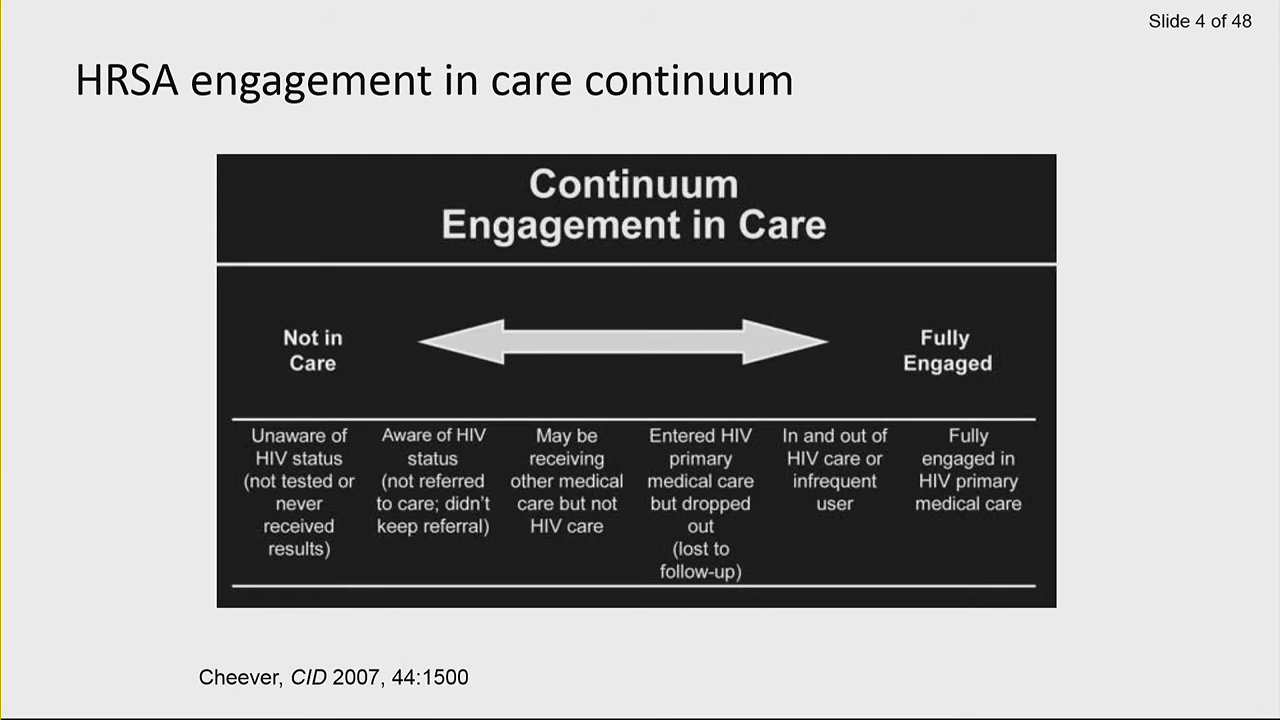 Slide 4 of 48
HRSA engagement in care continuum
Continuum
Engagement in Care
Not in
Care
Fully
Engaged
Unaware of
HIV status
(not tested or
never
received
results)
Aware of HIV
status
(not referred
to care; didn't
keep referral)
May be
receiving
other medical
care but not
HIV care
Entered HIV
primary
medical care
but dropped
out
(lost to
follow-up)
In and out of
HIV care or
infrequent
user
Fully
engaged in
HIV primary
medical care
Cheever, CID 2007, 44:1500